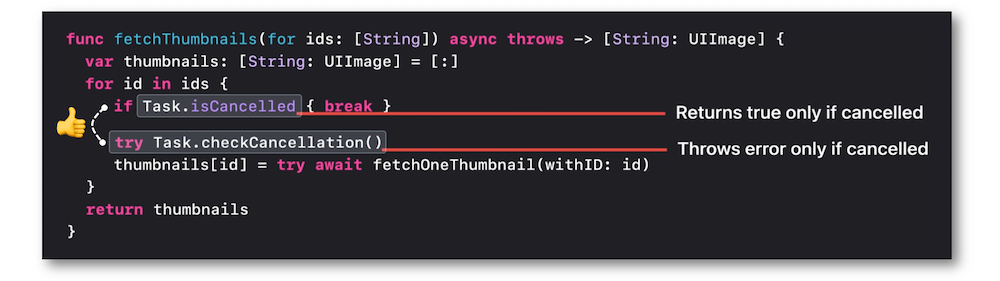 func fetchThumbnails(for ids: [String]) async throws -> [String: UIImage] {
var thumbnails: [String: UIImage] = [:]
for id in ids {
if Task.isCancelled { break }
Returns true only if cancelled
try Task.checkCancellation()
Throws error only if cancelled
thumbnails[id] = try await fetchOneThumbnail(withID: id)
}
return thumbnails
}